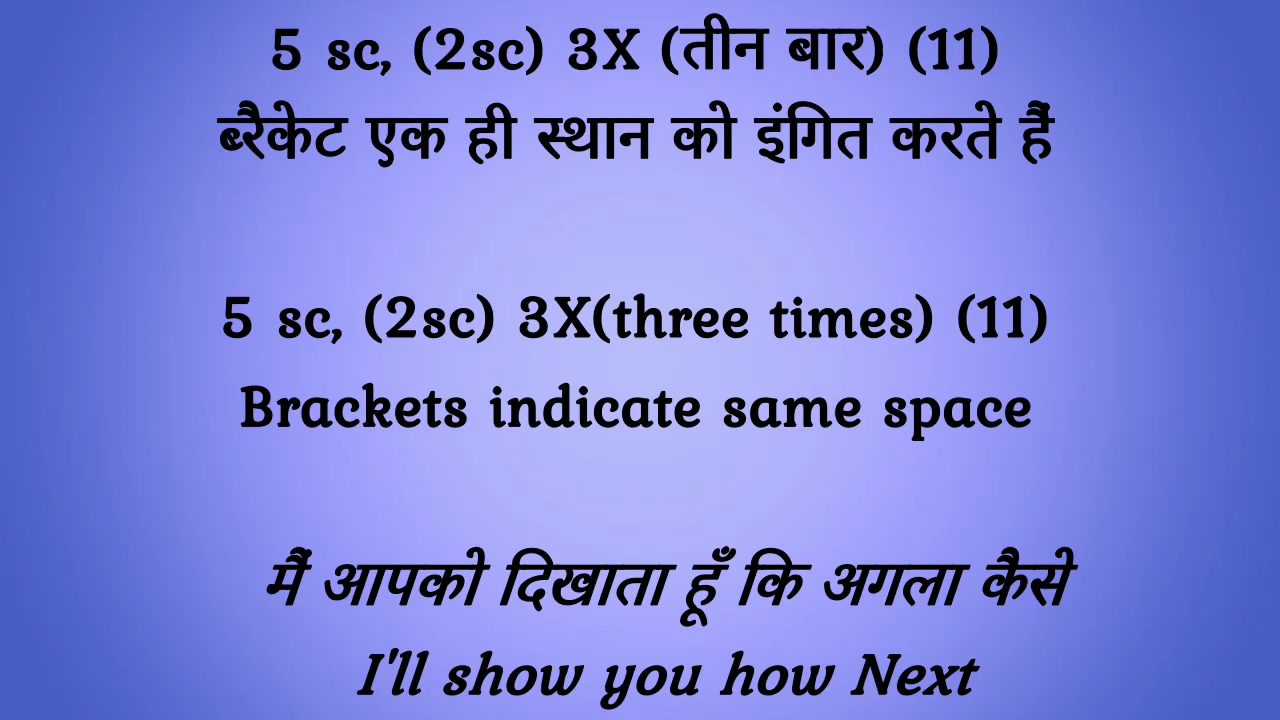 5 sc, (2sc) 3X (तीन बार) (11)
ब्रैकेट एक ही स्थान को इंगित करते हैं
5 sc, (2sc) 3X(three times) (11)
Brackets indicate same space
मैं आपको दिखाता हूँ कि अगला कैसे
I'll show you how Next